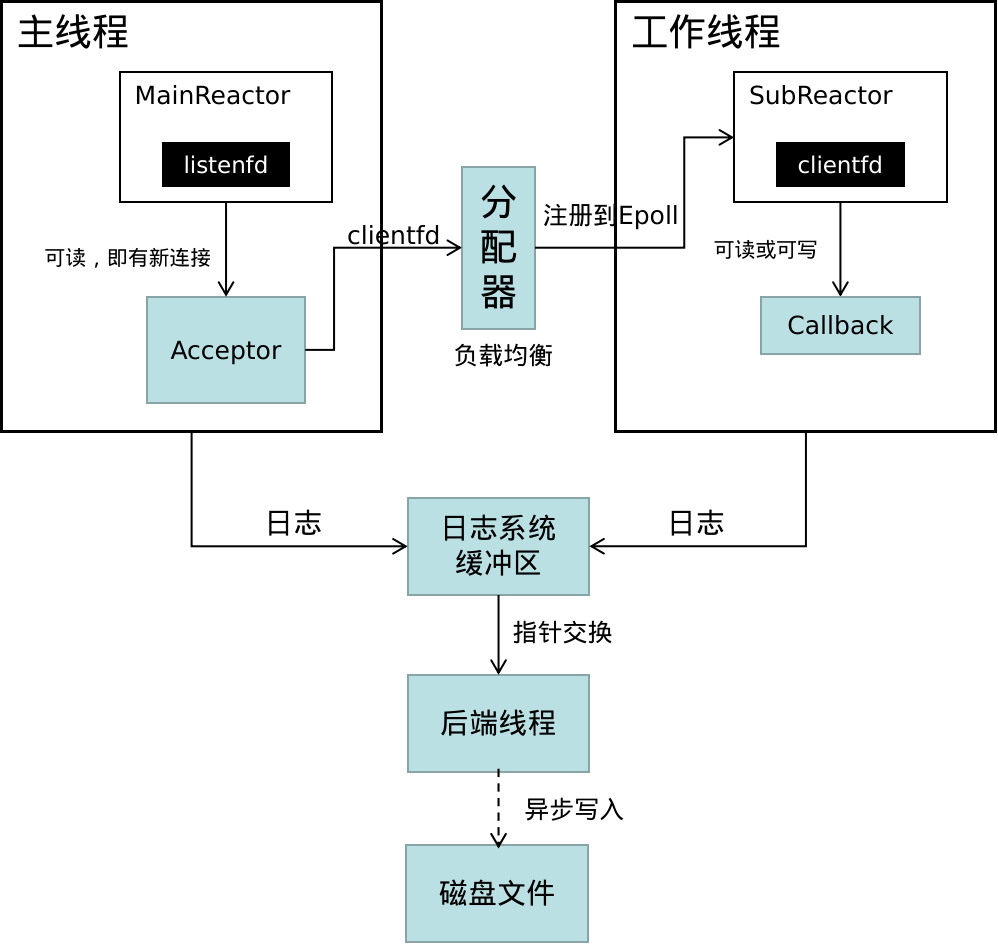 主线程
MainReactor
listenfd
可读，即有新连接
Acceptor
clientfd
分
配
器
负载均衡
注册到Epoll
工作线程
SubReactor
clientfd
可读或可写
Callback
日志
日志
日志系统
缓冲区
指针交换
后端线程
异步写入
磁盘文件